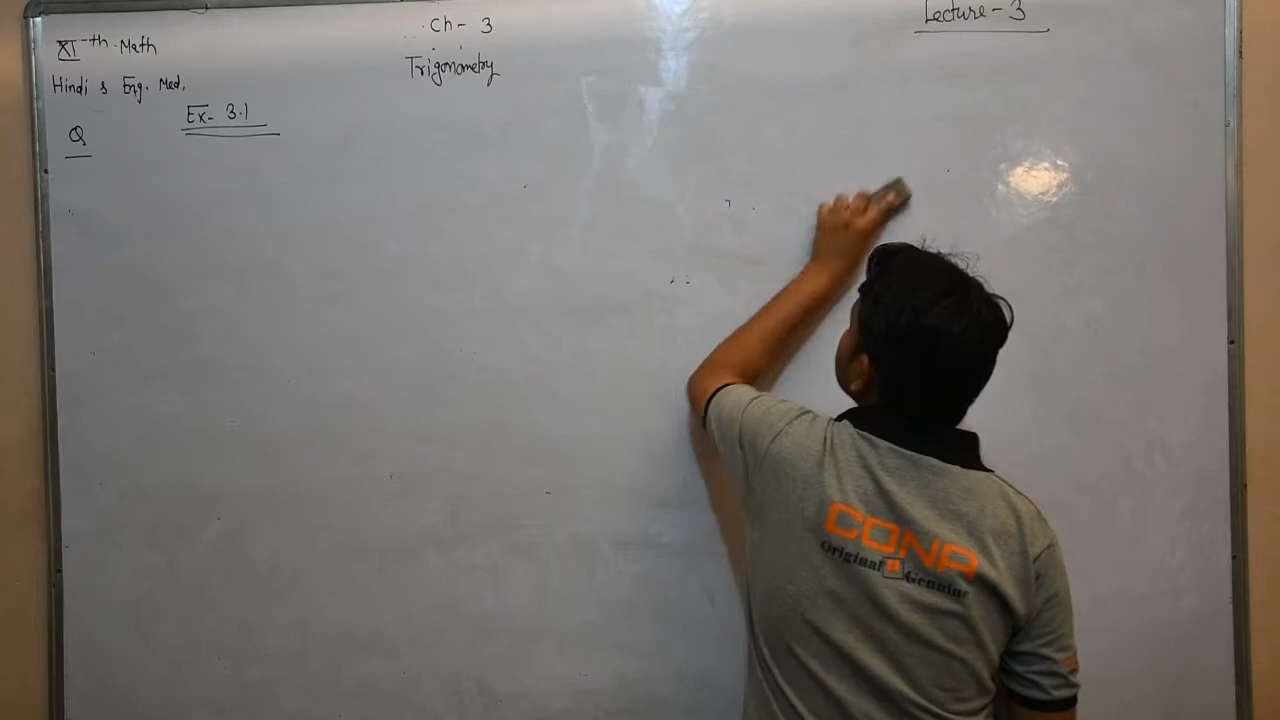 Ch- 3
Lecture - 3
XI-th Math
Trigonometry
Hindi & Eng. Med.
Ex- 3.1
Q
CONA
Original Genuine